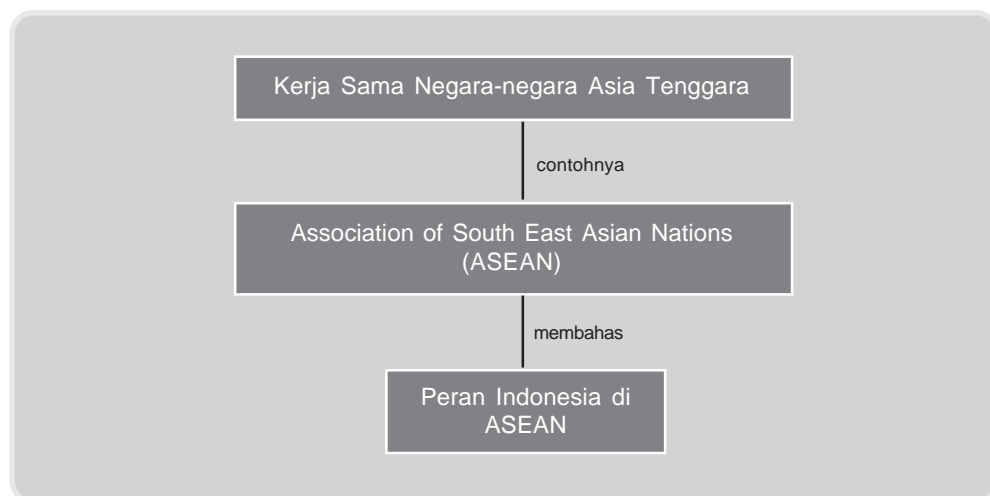 Kerja Sama Negara-negara Asia Tenggara
contohnya
Association of South East Asian Nations
(ASEAN)
membahas
Peran Indonesia di
ASEAN